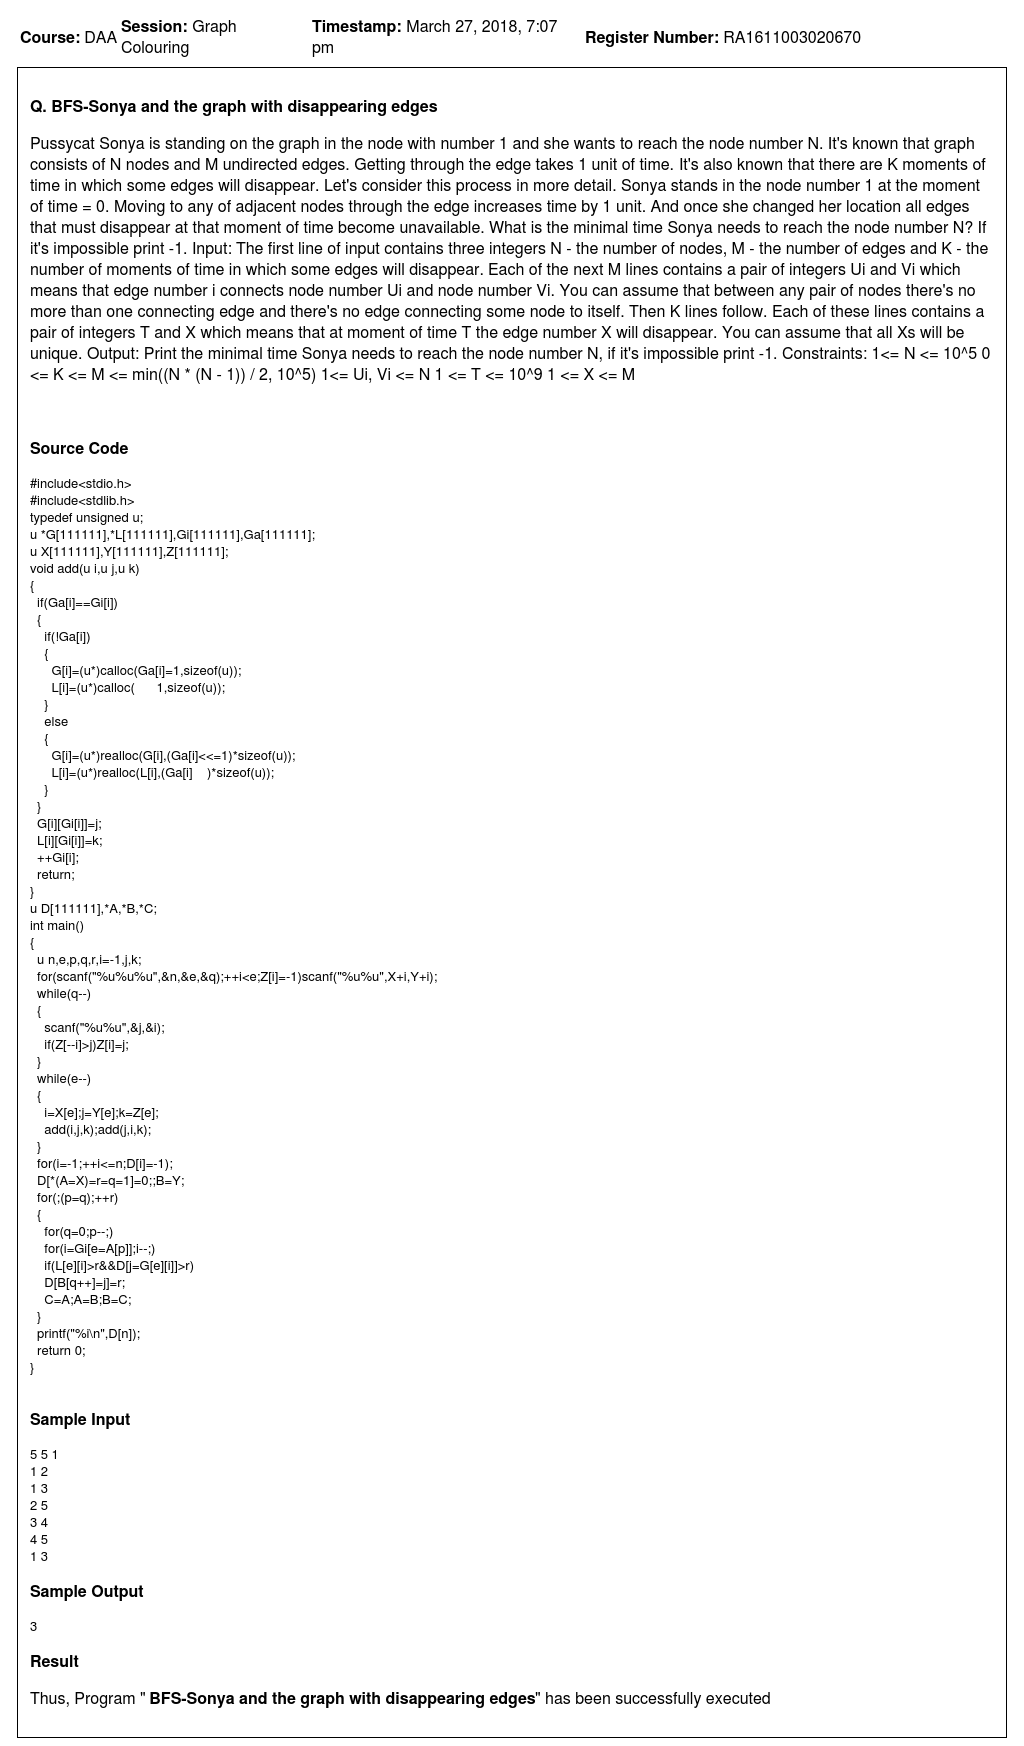 Course: DAA Session: Graph Colouring Timestamp: March 27, 2018, 7:07 pm Register Number: RA1611003020670
Q. BFS-Sonya and the graph with disappearing edges
Pussycat Sonya is standing on the graph in the node with number 1 and she wants to reach the node number N. It's known that graph
consists of N nodes and M undirected edges. Getting through the edge takes 1 unit of time. It's also known that there are K moments of
time in which some edges will disappear. Let's consider this process in more detail. Sonya stands in the node number 1 at the moment
of time = 0. Moving to any of adjacent nodes through the edge increases time by 1 unit. And once she changed her location all edges
that must disappear at that moment of time become unavailable. What is the minimal time Sonya needs to reach the node number N? If
it's impossible print -1. Input: The first line of input contains three integers N - the number of nodes, M - the number of edges and K - the
number of moments of time in which some edges will disappear. Each of the next M lines contains a pair of integers Ui and Vi which
means that edge number i connects node number Ui and node number Vi. You can assume that between any pair of nodes there's no
more than one connecting edge and there's no edge connecting some node to itself. Then K lines follow. Each of these lines contains a
pair of integers T and X which means that at moment of time T the edge number X will disappear. You can assume that all Xs will be
unique. Output: Print the minimal time Sonya needs to reach the node number N, if it's impossible print -1. Constraints: 1<= N <= 10^5 0
<= K <= M <= min((N * (N - 1)) / 2, 10^5) 1<= Ui, Vi <= N 1 <= T <= 10^9 1 <= X <= M
Source Code
#include<stdio.h>
#include<stdlib.h>
typedef unsigned u;
u *G[111111],*L[111111],Gi[111111],Ga[111111];
u X[111111],Y[111111],Z[111111];
void add(u i,u j,u k)
{
if(Ga[i]==Gi[i])
{
if(!Ga[i])
{
G[i]=(u*)calloc(Ga[i]=1,sizeof(u));
L[i]=(u*)calloc(      1,sizeof(u));
}
else
{
G[i]=(u*)realloc(G[i],(Ga[i]<<=1)*sizeof(u));
L[i]=(u*)realloc(L[i],(Ga[i]    )*sizeof(u));
}
}
G[i][Gi[i]]=j;
L[i][Gi[i]]=k;
++Gi[i];
return;
}
u D[111111],*A,*B,*C;
int main()
{
u n,e,p,q,r,i=-1,j,k;
for(scanf("%u%u%u",&n,&e,&q);++i<e;Z[i]=-1)scanf("%u%u",X+i,Y+i);
while(q--)
{
scanf("%u%u",&j,&i);
if(Z[--i]>j)Z[i]=j;
}
while(e--)
{
i=X[e];j=Y[e];k=Z[e];
add(i,j,k);add(j,i,k);
}
for(i=-1;++i<=n;D[i]=-1);
D[*(A=X)=r=q=1]=0;;B=Y;
for(;(p=q);++r)
{
for(q=0;p--;)
for(i=Gi[e=A[p]];i--;)
if(L[e][i]>r&&D[j=G[e][i]]>r)
D[B[q++]=j]=r;
C=A;A=B;B=C;
}
printf("%i\n",D[n]);
return 0;
}
Sample Input
5 5 1
1 2
1 3
2 5
3 4
4 5
1 3
Sample Output
3
Result
Thus, Program " BFS-Sonya and the graph with disappearing edges" has been successfully executed